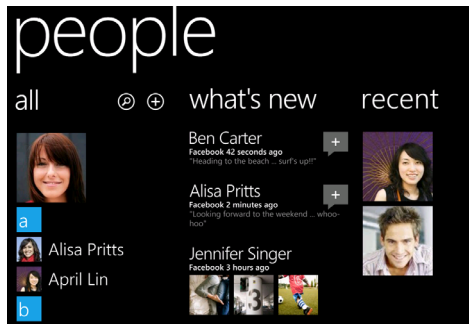 people
all
what's new
recent
Ben Carter
Facebook 42 seconds ago
"Heading to the beach ... surf's up!!"
Alisa Pritts
Facebook 2 minutes ago
"Looking forward to the weekend ... whoo-
hoo"
Jennifer Singer
Facebook 3 hours ago
a
Alisa Pritts
April Lin
b
3